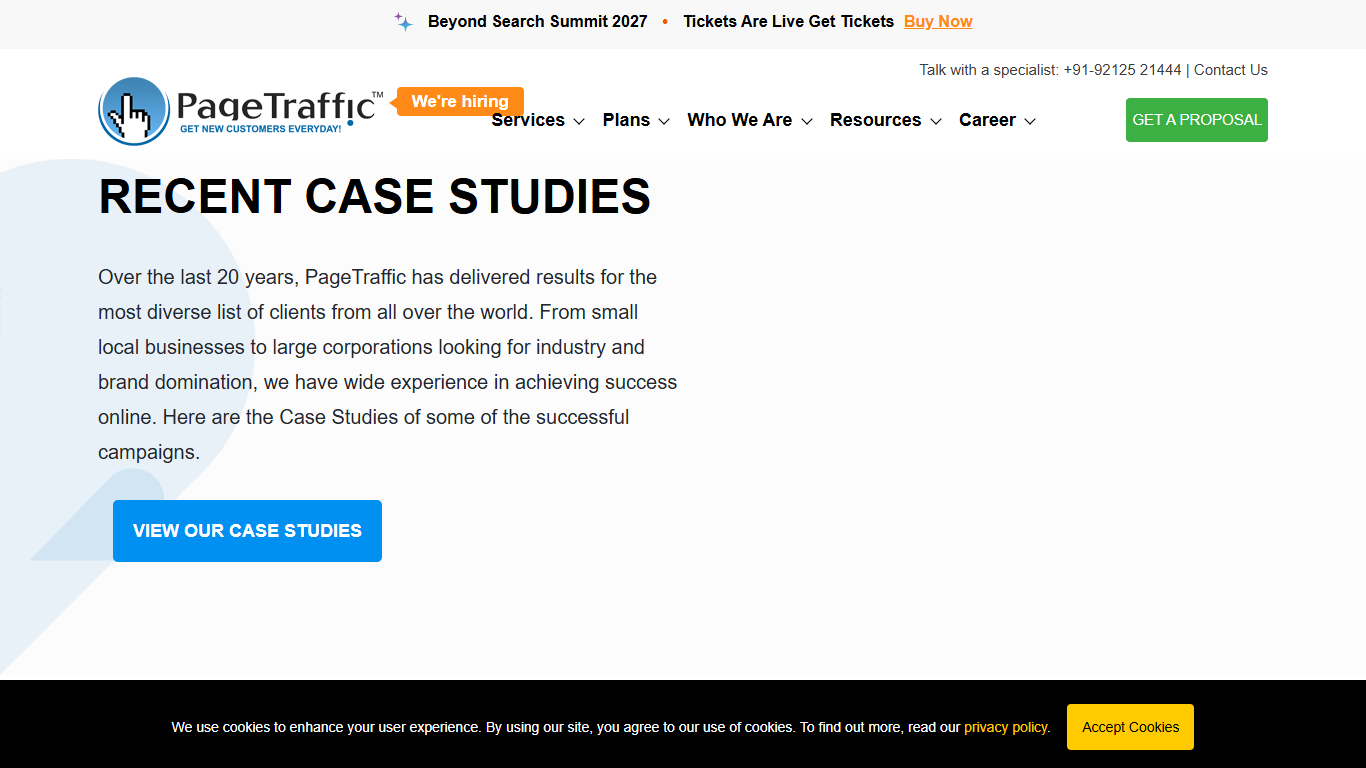 Beyond Search Summit 2027 • Tickets Are Live Get Tickets Buy Now
Talk with a specialist: +91-92125 21444 | Contact Us
PageTraffic™
GET NEW CUSTOMERS EVERYDAY!
We're hiring
Services Plans Who We Are Resources Career
GET A PROPOSAL
RECENT CASE STUDIES
Over the last 20 years, PageTraffic has delivered results for the
most diverse list of clients from all over the world. From small
local businesses to large corporations looking for industry and
brand domination, we have wide experience in achieving success
online. Here are the Case Studies of some of the successful
campaigns.
VIEW OUR CASE STUDIES
We use cookies to enhance your user experience. By using our site, you agree to our use of cookies. To find out more, read our privacy policy.
Accept Cookies